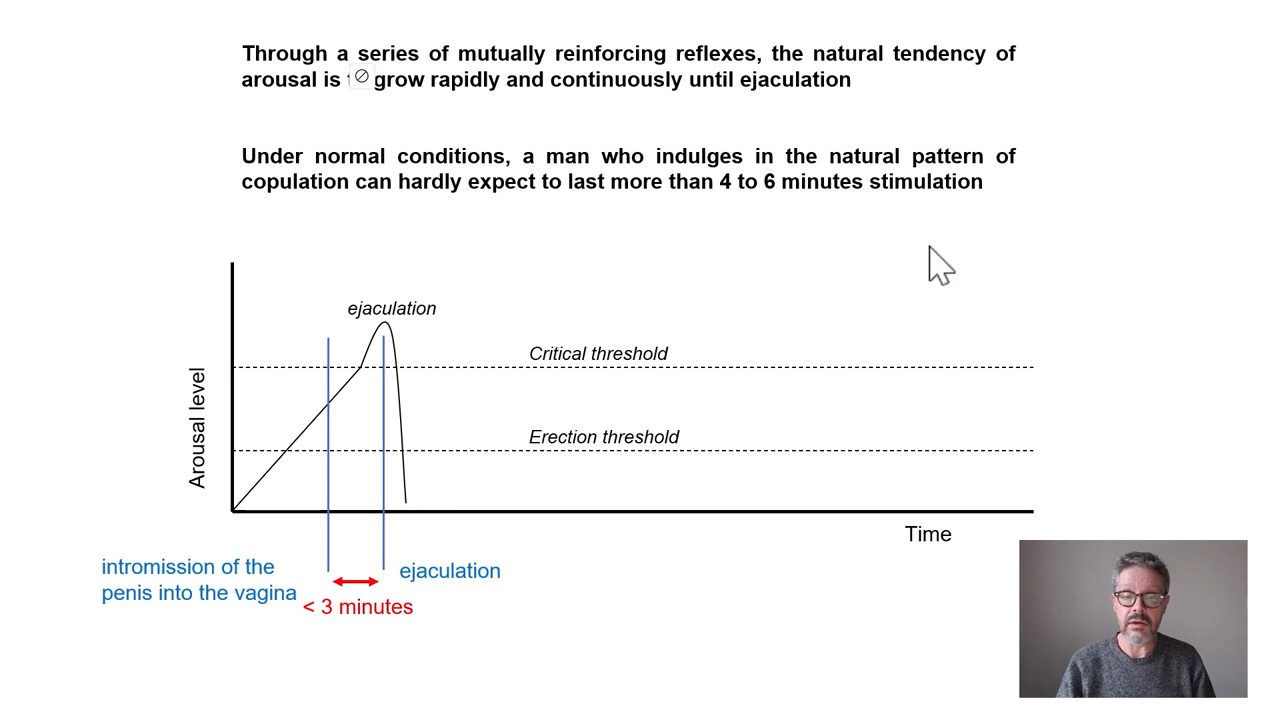 Through a series of mutually reinforcing reflexes, the natural tendency of
arousal is grow rapidly and continuously until ejaculation
Under normal conditions, a man who indulges in the natural pattern of
copulation can hardly expect to last more than 4 to 6 minutes stimulation
ejaculation
Critical threshold
Arousal level
Erection threshold
Time
intromission of the
penis into the vagina
ejaculation
< 3 minutes